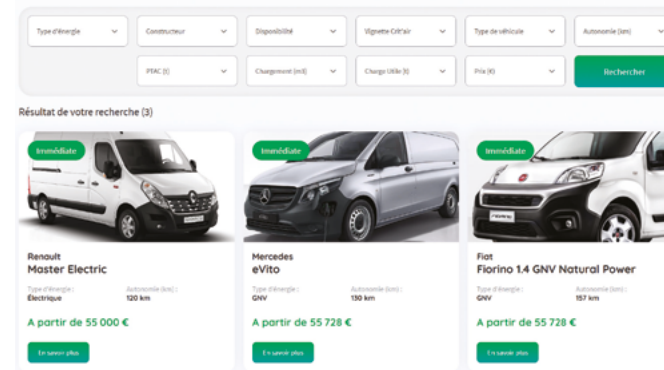 Type d'énergie Constructeur Disponibilité Vignette Crit'air Type de véhicule Autonomie (km)
PTAC (t) Chargement (m3) Charge Utile (t) Prix (€) Rechercher
Résultat de votre recherche (3)
Immédiate Immédiate Immédiate
Renault Mercedes Fiat
Master Electric eVito Fiorino 1.4 GNV Natural Power
Type d'énergie : Autonomie (km) : Type d'énergie : Autonomie (km) : Type d'énergie : Autonomie (km) :
Électrique 120 km GNV 130 km GNV 157 km
A partir de 55 000 € A partir de 55 728 € A partir de 55 728 €
En savoir plus En savoir plus En savoir plus